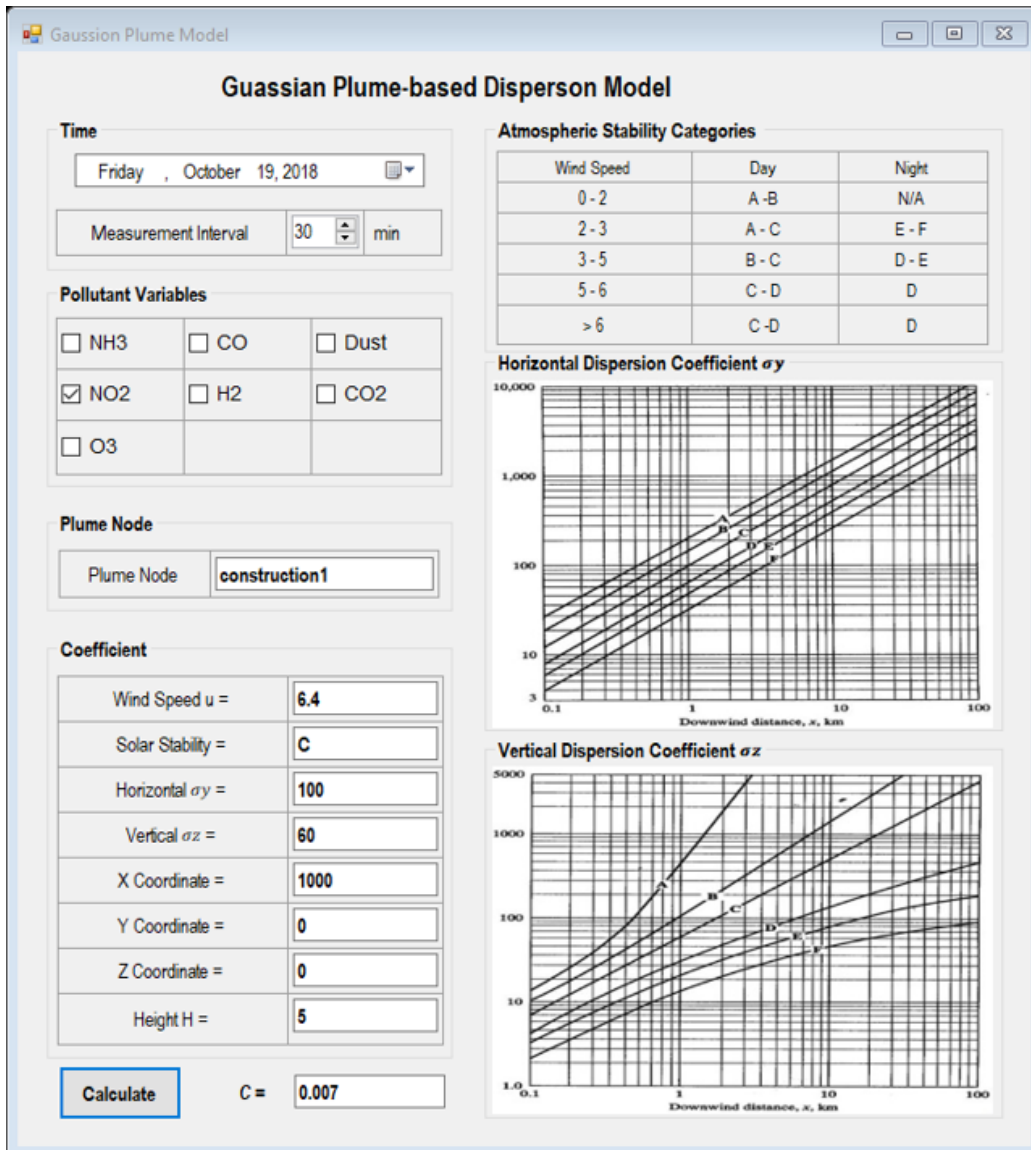 Gaussion Plume Model
Guassian Plume-based Disperson Model
Time
Friday , October 19, 2018
Measurement Interval 30 min
Pollutant Variables
NH3 CO Dust
NO2 H2 CO2
O3
Plume Node
Plume Node construction1
Coefficient
Wind Speed u = 6.4
Solar Stability = C
Horizontal σy = 100
Vertical σz = 60
X Coordinate = 1000
Y Coordinate = 0
Z Coordinate = 0
Height H = 5
Calculate C = 0.007
Atmospheric Stability Categories
Wind Speed Day Night
0 - 2 A -B N/A
2 - 3 A - C E - F
3 - 5 B - C D - E
5 - 6 C - D D
> 6 C -D D
Horizontal Dispersion Coefficient σy
10,000
1,000
100
10
3
A
B
C
D
E
F
0.1 1 10 100
Downwind distance, x, km
Vertical Dispersion Coefficient σz
5000
1000
100
10
1.0
A
B
C
D
E
F
0.1 1 10 100
Downwind distance, x, km